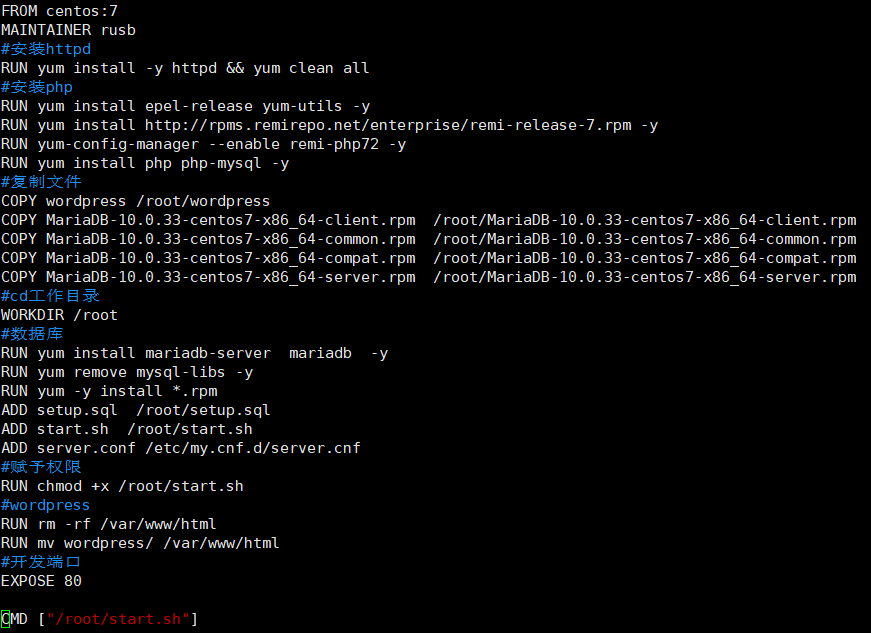 FROM centos:7
MAINTAINER rusb
#安装httpd
RUN yum install -y httpd && yum clean all
#安装php
RUN yum install epel-release yum-utils -y
RUN yum install http://rpms.remirepo.net/enterprise/remi-release-7.rpm -y
RUN yum-config-manager --enable remi-php72 -y
RUN yum install php php-mysql -y
#复制文件
COPY wordpress /root/wordpress
COPY MariaDB-10.0.33-centos7-x86_64-client.rpm  /root/MariaDB-10.0.33-centos7-x86_64-client.rpm
COPY MariaDB-10.0.33-centos7-x86_64-common.rpm  /root/MariaDB-10.0.33-centos7-x86_64-common.rpm
COPY MariaDB-10.0.33-centos7-x86_64-compat.rpm  /root/MariaDB-10.0.33-centos7-x86_64-compat.rpm
COPY MariaDB-10.0.33-centos7-x86_64-server.rpm  /root/MariaDB-10.0.33-centos7-x86_64-server.rpm
#cd工作目录
WORKDIR /root
#数据库
RUN yum install mariadb-server  mariadb  -y
RUN yum remove mysql-libs -y
RUN yum -y install *.rpm
ADD setup.sql  /root/setup.sql
ADD start.sh  /root/start.sh
ADD server.conf /etc/my.cnf.d/server.cnf
#赋予权限
RUN chmod +x /root/start.sh
#wordpress
RUN rm -rf /var/www/html
RUN mv wordpress/ /var/www/html
#开发端口
EXPOSE 80
CMD ["/root/start.sh"]